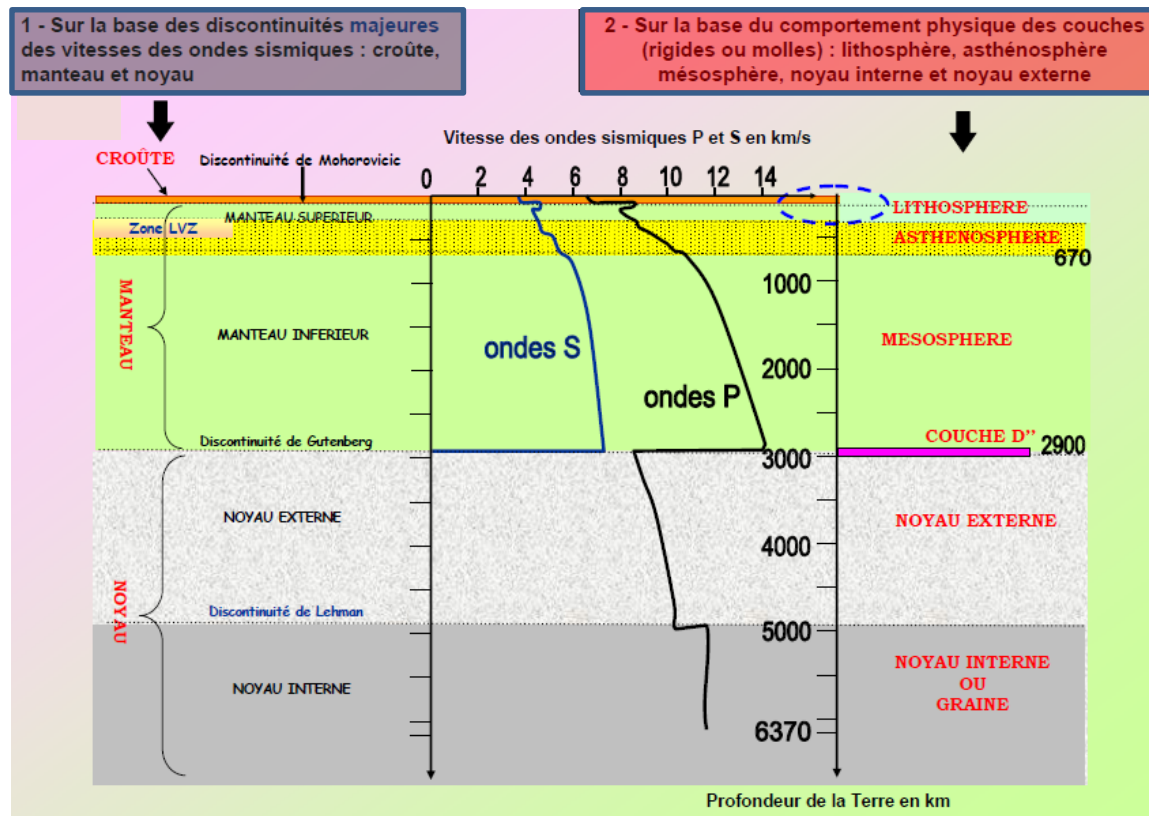 1 - Sur la base des discontinuités majeures
des vitesses des ondes sismiques : croûte,
manteau et noyau
2 - Sur la base du comportement physique des couches
(rigides ou molles) : lithosphère, asthénosphère
mésosphère, noyau interne et noyau externe
Vitesse des ondes sismiques P et S en km/s
CROÛTE
Discontinuité de Mohorovicic
0 2 4 6 8 10 12 14
MANTEAU SUPERIEUR
LITHOSPHERE
Zone LVZ
ASTHENOSPHERE
670
1000
MANTEAU
MANTEAU INFERIEUR
ondes S
MESOSPHERE
2000
ondes P
Discontinuité de Gutenberg
COUCHE D’’
2900
3000
NOYAU EXTERNE
NOYAU EXTERNE
4000
NOYAU
Discontinuité de Lehman
5000
NOYAU INTERNE
NOYAU INTERNE
OU
GRAINE
6370
Profondeur de la Terre en km